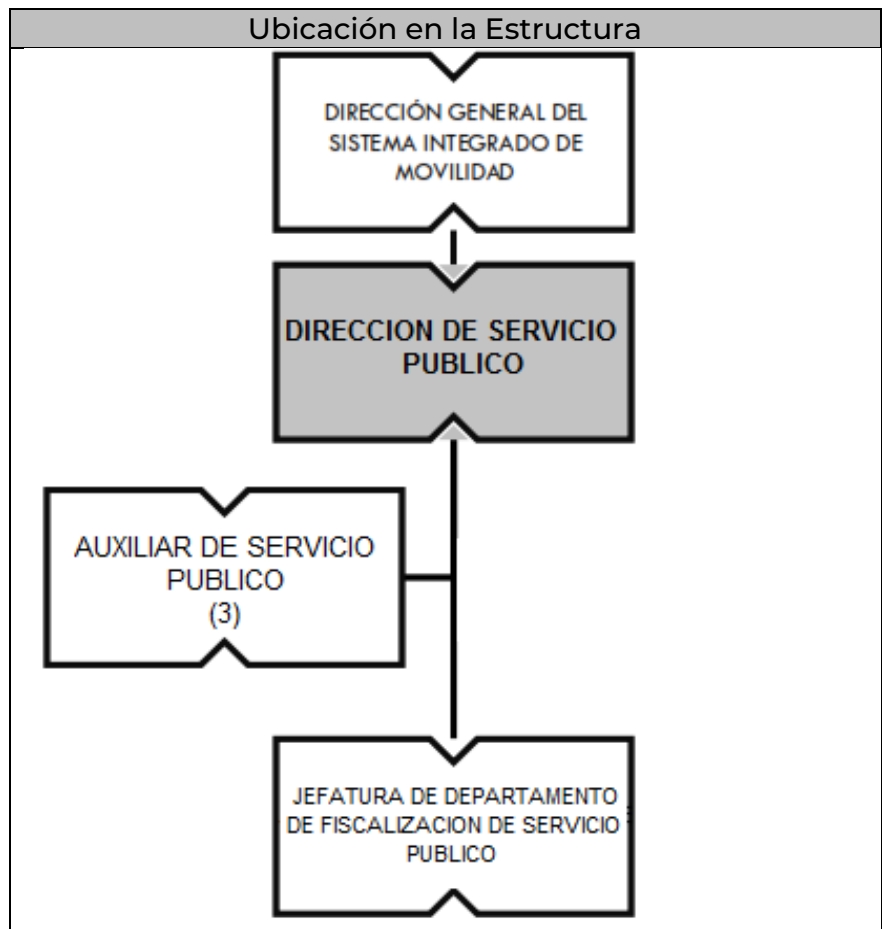 Ubicación en la Estructura
DIRECCIÓN GENERAL DEL
SISTEMA INTEGRADO DE
MOVILIDAD
DIRECCION DE SERVICIO
PUBLICO
AUXILIAR DE SERVICIO
PUBLICO
(3)
JEFATURA DE DEPARTAMENTO
DE FISCALIZACION DE SERVICIO
PUBLICO